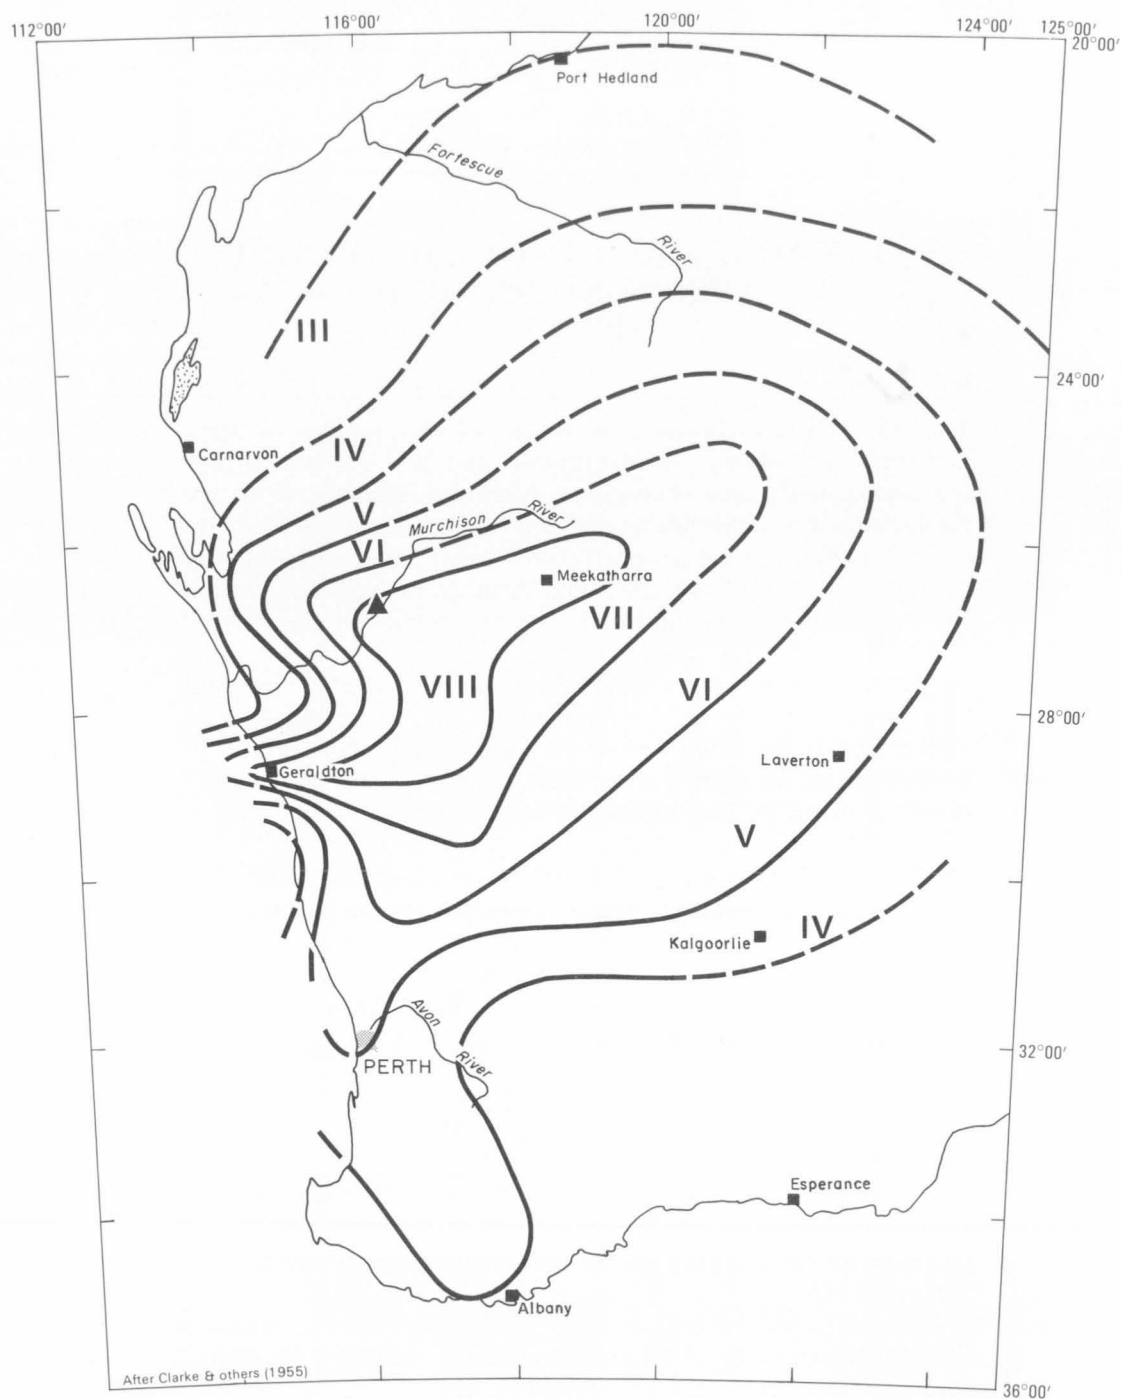 112°00′
116°00′
120°00′
124°00′
125°00′
20°00′
Port Hedland
Fortescue
River
III
24°00′
IV
Carnarvon
V
Murchison
River
VI
Meekatharra
VII
VIII
VI
28°00′
Laverton
Geraldton
V
IV
Kalgoorlie
Avon
River
PERTH
32°00′
Esperance
Albany
After Clarke & others (1955)
36°00′